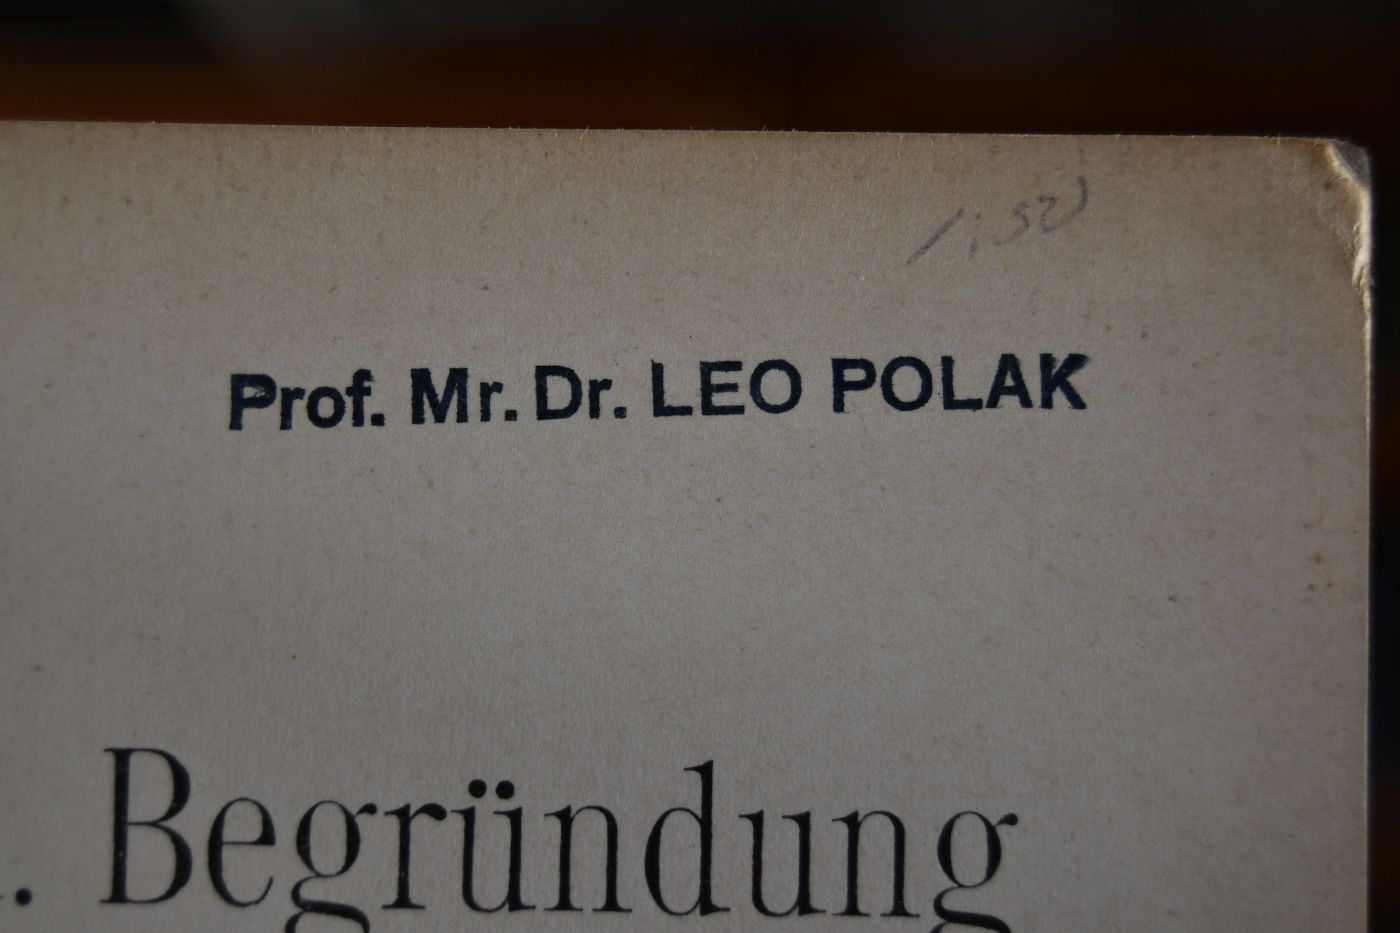 1,50
Prof. Mr. Dr. LEO POLAK
. Begründung